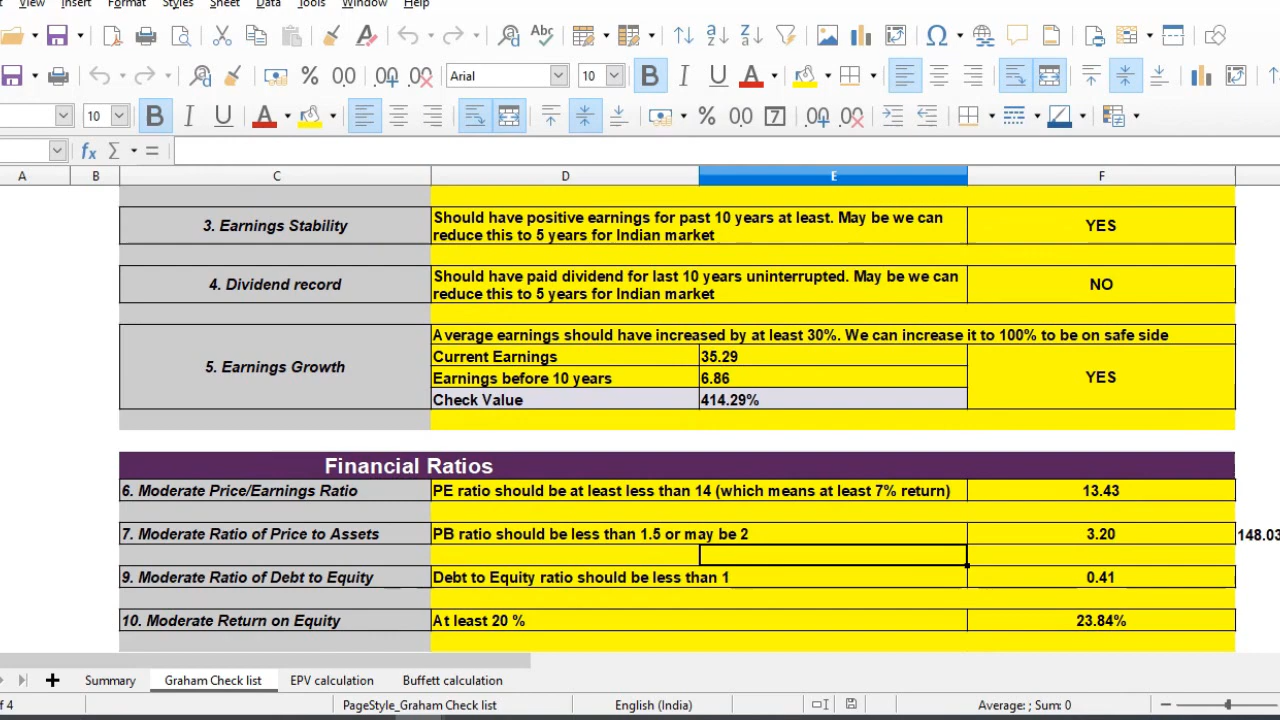 View Insert Format Styles Sheet Data Tools Window Help
Abc
Arial 10
10
A B C D E F
3. Earnings Stability
Should have positive earnings for past 10 years at least. May be we can
reduce this to 5 years for Indian market
YES
4. Dividend record
Should have paid dividend for last 10 years uninterrupted. May be we can
reduce this to 5 years for Indian market
NO
5. Earnings Growth
Average earnings should have increased by at least 30%. We can increase it to 100% to be on safe side
Current Earnings 35.29
Earnings before 10 years 6.86
YES
Check Value 414.29%
Financial Ratios
6. Moderate Price/Earnings Ratio PE ratio should be at least less than 14 (which means at least 7% return) 13.43
7. Moderate Ratio of Price to Assets PB ratio should be less than 1.5 or may be 2 3.20 148.03
9. Moderate Ratio of Debt to Equity Debt to Equity ratio should be less than 1 0.41
10. Moderate Return on Equity At least 20 % 23.84%
Summary Graham Check list EPV calculation Buffett calculation
of 4 PageStyle_Graham Check list English (India) Average: ; Sum: 0